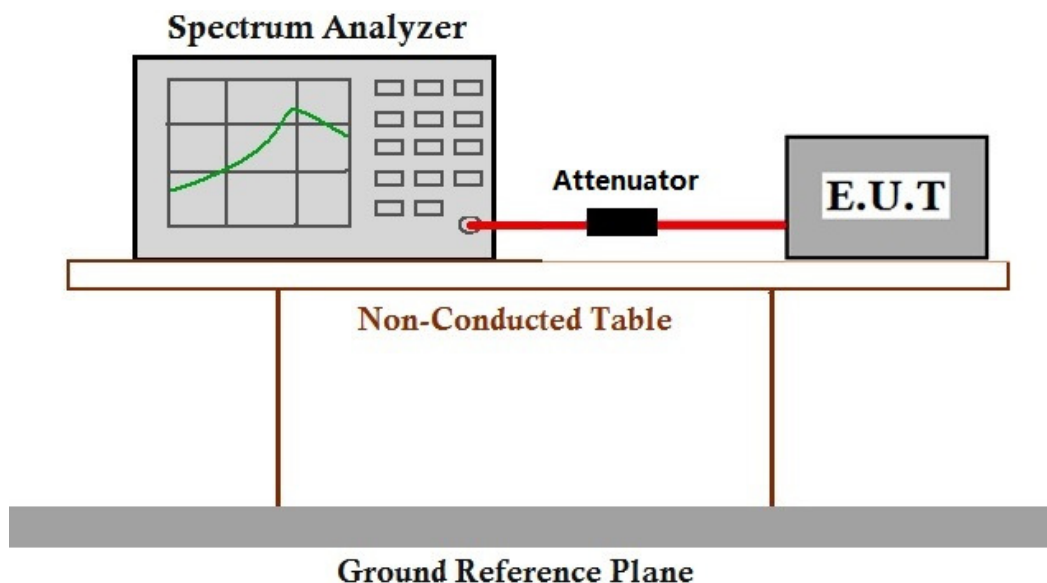 Spectrum Analyzer
Attenuator
E.U.T
Non-Conducted Table
Ground Reference Plane